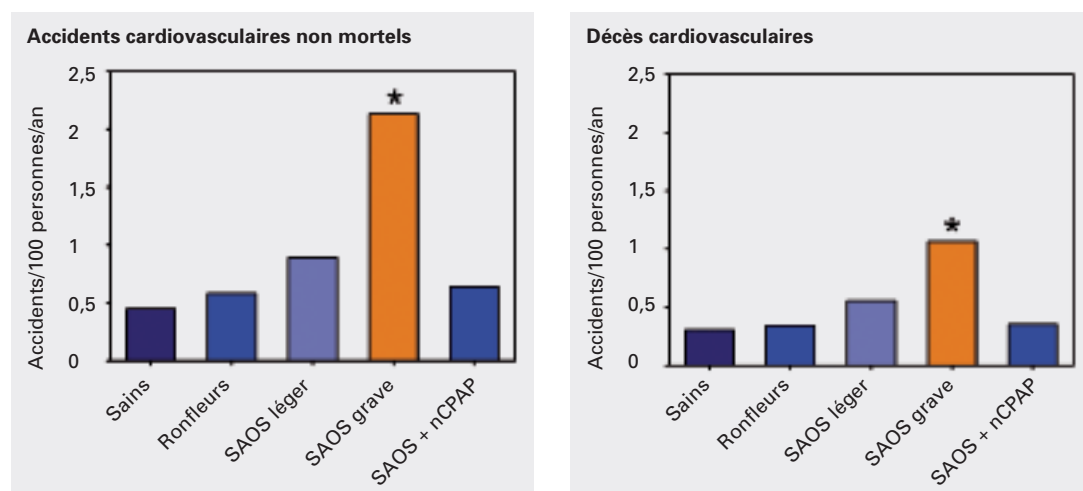 Accidents cardiovasculaires non mortels
Accidents/100 personnes/an
2,5
2
1,5
1
0,5
0
*
Sains
Ronfleurs
SAOS léger
SAOS grave
SAOS + nCPAP
Décès cardiovasculaires
Accidents/100 personnes/an
2,5
2
1,5
1
0,5
0
*
Sains
Ronfleurs
SAOS léger
SAOS grave
SAOS + nCPAP